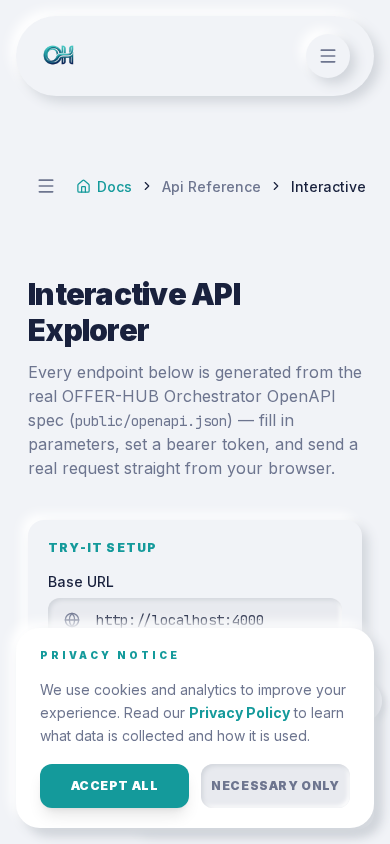 OH
Docs > Api Reference > Interactive
Interactive API
Explorer
Every endpoint below is generated from the
real OFFER-HUB Orchestrator OpenAPI
spec (public/openapi.json) — fill in
parameters, set a bearer token, and send a
real request straight from your browser.
TRY-IT SETUP
Base URL
http://localhost:4000
PRIVACY NOTICE
We use cookies and analytics to improve your
experience. Read our Privacy Policy to learn
what data is collected and how it is used.
ACCEPT ALL
NECESSARY ONLY